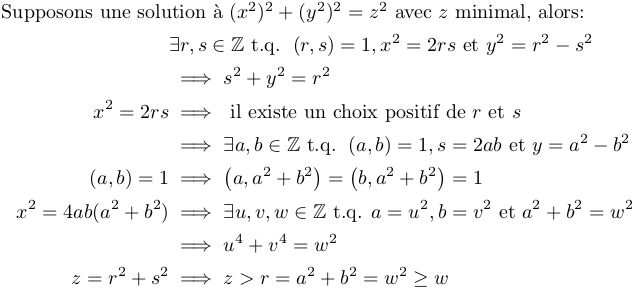 Supposons une solution à (x²)² + (y²)² = z² avec z minimal, alors:
∃r, s ∈ ℤ t.q. (r, s) = 1, x² = 2rs et y² = r² − s²
⟹ s² + y² = r²
x² = 2rs ⟹ il existe un choix positif de r et s
⟹ ∃a, b ∈ ℤ t.q. (a, b) = 1, s = 2ab et y = a² − b²
(a, b) = 1 ⟹ (a, a² + b²) = (b, a² + b²) = 1
x² = 4ab(a² + b²) ⟹ ∃u, v, w ∈ ℤ t.q. a = u², b = v² et a² + b² = w²
⟹ u⁴ + v⁴ = w²
z = r² + s² ⟹ z > r = a² + b² = w² ≥ w